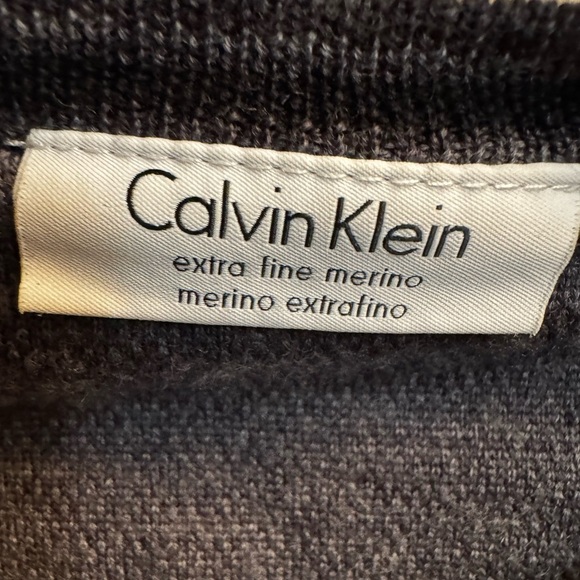 Calvin Klein
extra fine merino
merino extrafino